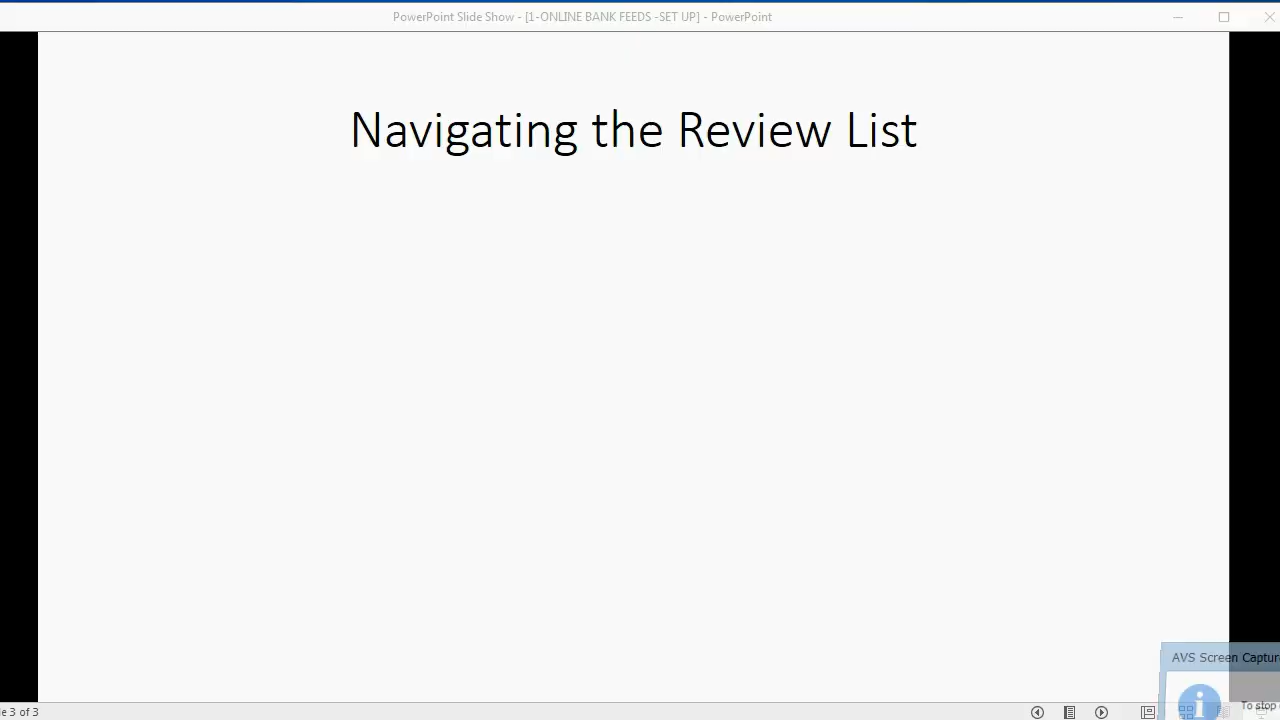 PowerPoint Slide Show - [1-ONLINE BANK FEEDS -SET UP] - PowerPoint
Navigating the Review List
AVS Screen Captur
To stop
e 3 of 3